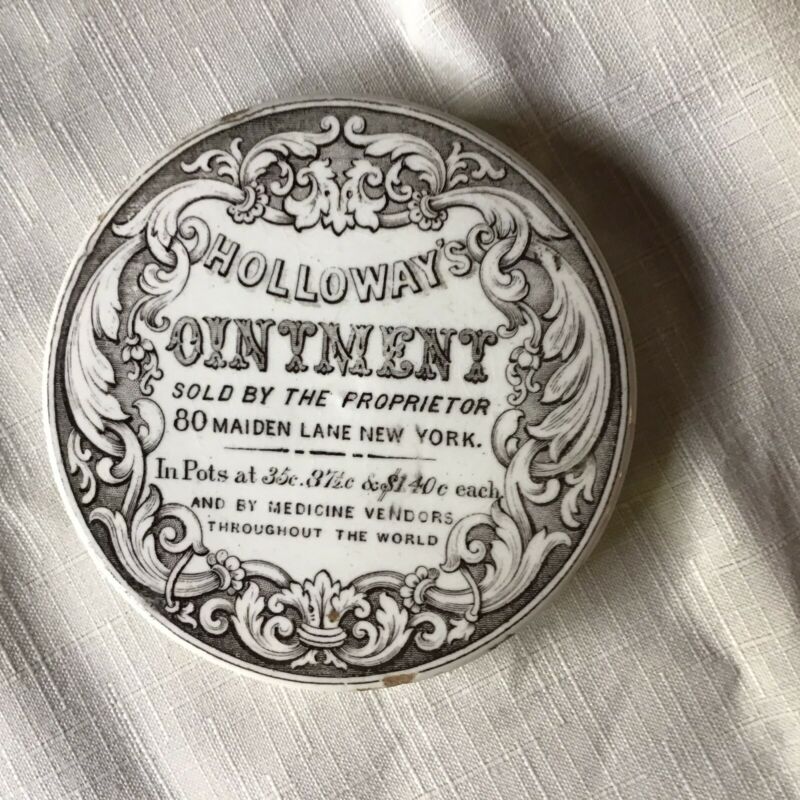 HOLLOWAY'S
OINTMENT
SOLD BY THE PROPRIETOR
80 MAIDEN LANE NEW YORK.
In Pots at 35c. 87½c & $1.40c each
AND BY MEDICINE VENDORS
THROUGHOUT THE WORLD